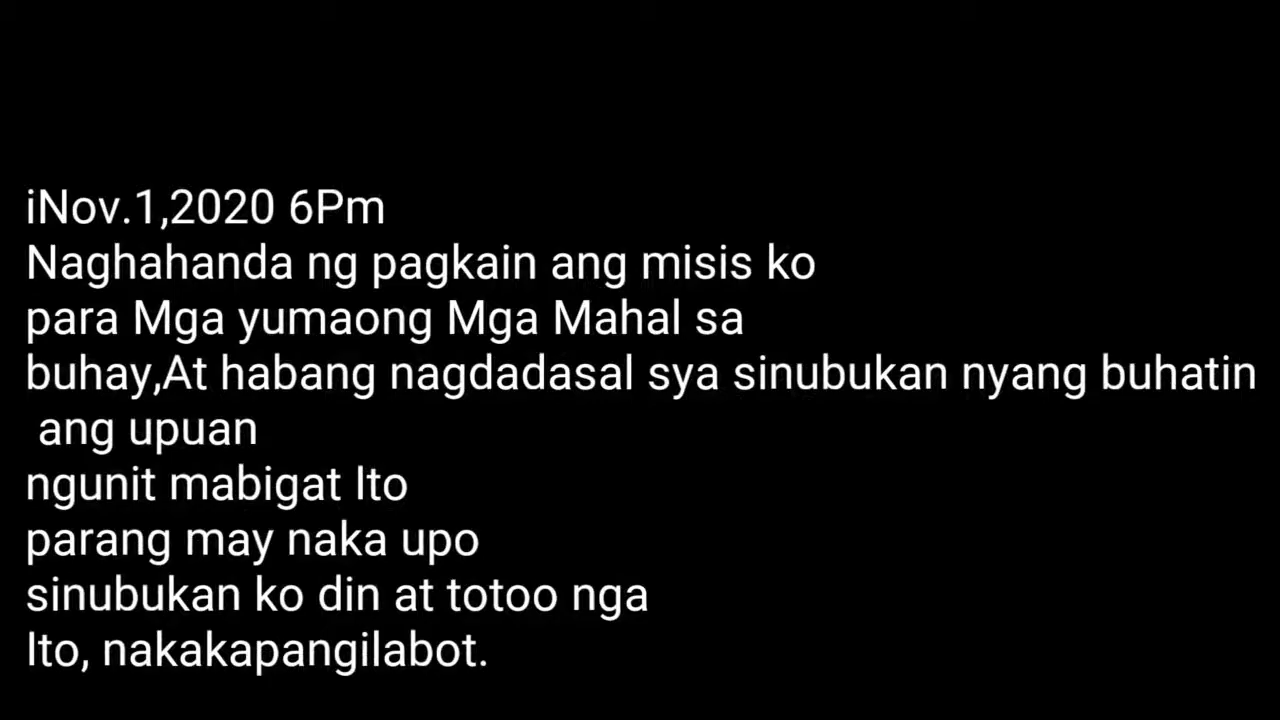 iNov.1,2020 6Pm
Naghahanda ng pagkain ang misis ko
para Mga yumaong Mga Mahal sa
buhay,At habang nagdadasal sya sinubukan nyang buhatin
ang upuan
ngunit mabigat Ito
parang may naka upo
sinubukan ko din at totoo nga
Ito, nakakapangilabot.